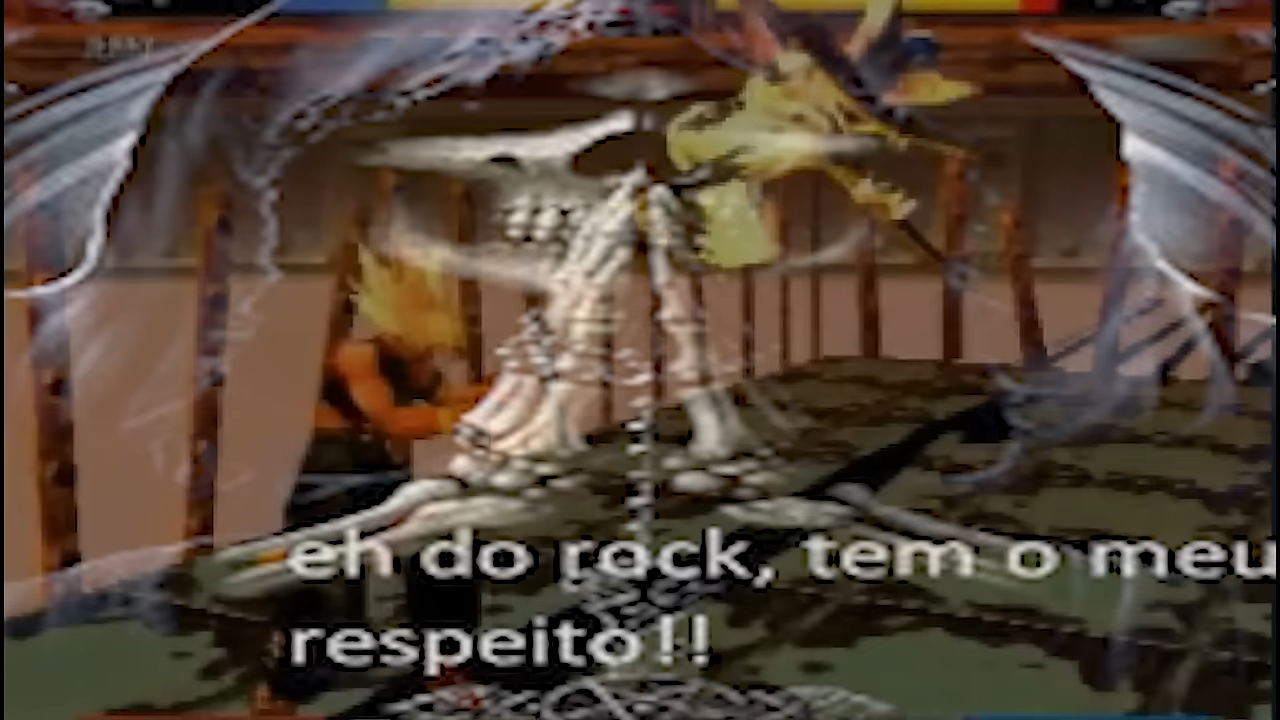 eh do rock, tem o meu
respeito!!